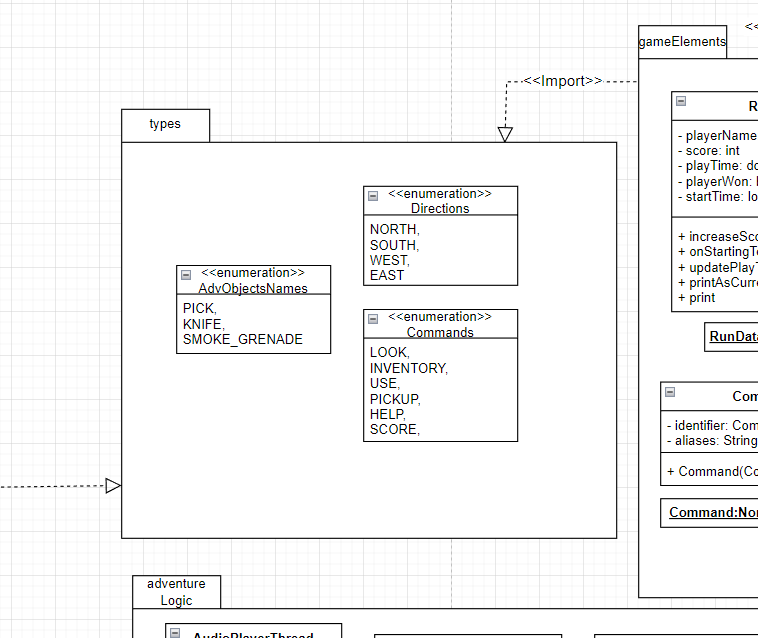 gameElements
<<Import>>
types
<<enumeration>>
Directions
NORTH,
SOUTH,
WEST,
EAST
<<enumeration>>
AdvObjectsNames
PICK,
KNIFE,
SMOKE_GRENADE
<<enumeration>>
Commands
LOOK,
INVENTORY,
USE,
PICKUP,
HELP,
SCORE,
<<
R
- playerName
- score: int
- playTime: do
- playerWon:
- startTime: lo
+ increaseSco
+ onStartingTe
+ updatePlayT
+ printAsCurre
+ print
RunData
Com
- identifier: Com
- aliases: String
+ Command(Co
Command:Nor
adventure
Logic
AudioPlayerThread